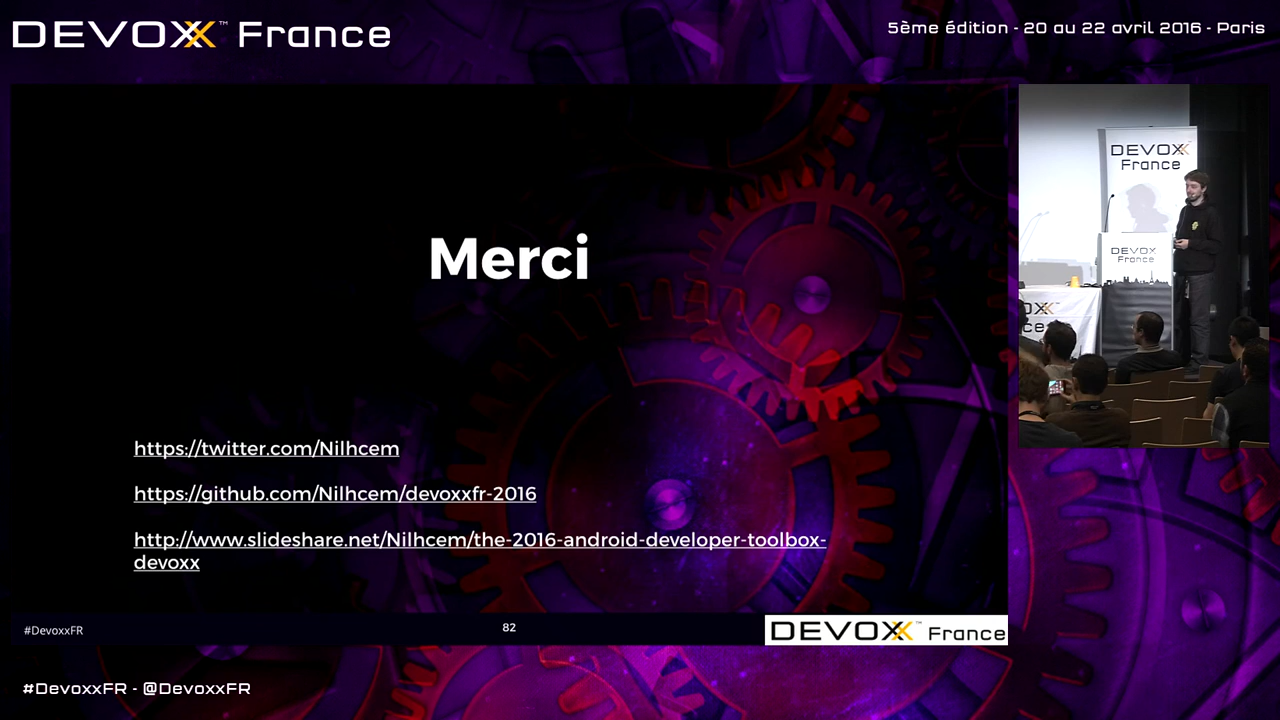 DEVOXX™ France
5ème édition - 20 au 22 avril 2016 - Paris
Merci
https://twitter.com/Nilhcem
https://github.com/Nilhcem/devoxxfr-2016
http://www.slideshare.net/Nilhcem/the-2016-android-developer-toolbox-
devoxx
#DevoxxFR
82
DEVOXX France
DEVOXX
France
DEVOXX
France
#DevoxxFR - @DevoxxFR